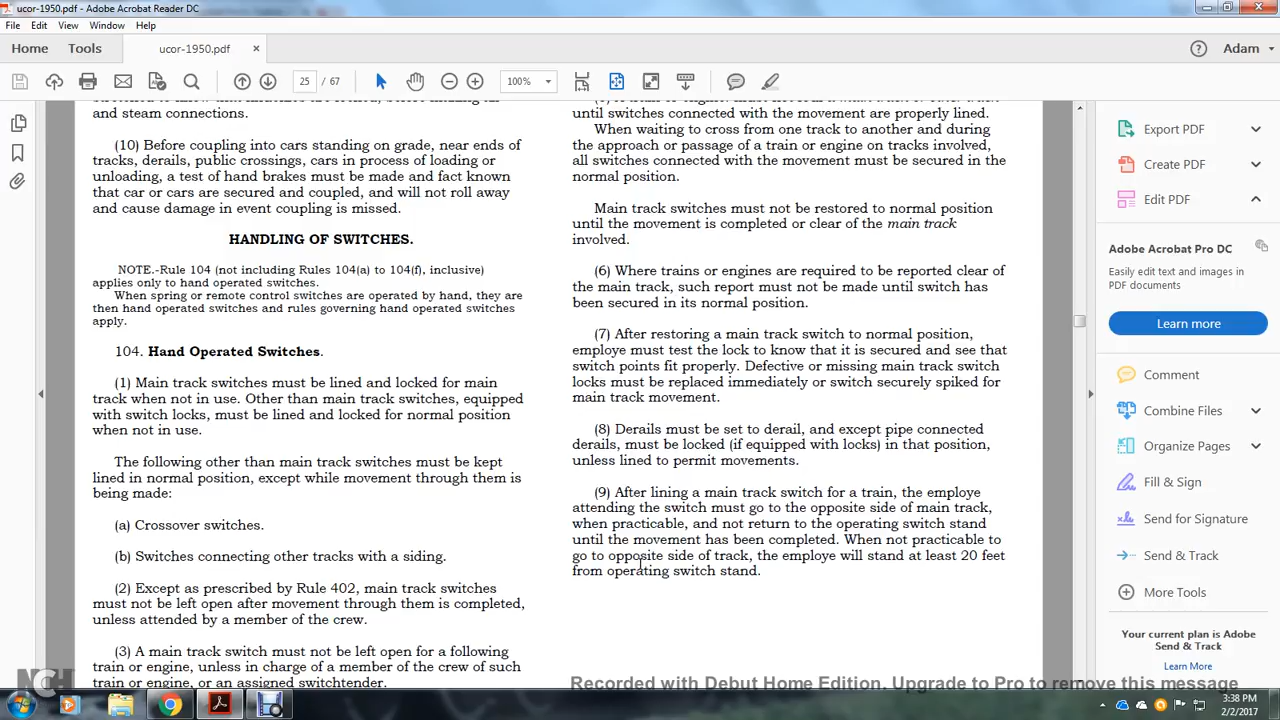 ucor-1950.pdf - Adobe Acrobat Reader DC
File Edit View Window Help
Home Tools ucor-1950.pdf × ? Adam
25 / 67 100%
and steam connections.
(10) Before coupling into cars standing on grade, near ends of
tracks, derails, public crossings, cars in process of loading or
unloading, a test of hand brakes must be made and fact known
that car or cars are secured and coupled, and will not roll away
and cause damage in event coupling is missed.
HANDLING OF SWITCHES.
NOTE.-Rule 104 (not including Rules 104(a) to 104(f), inclusive)
applies only to hand operated switches.
When spring or remote control switches are operated by hand, they are
then hand operated switches and rules governing hand operated switches
apply.
104. Hand Operated Switches.
(1) Main track switches must be lined and locked for main
track when not in use. Other than main track switches, equipped
with switch locks, must be lined and locked for normal position
when not in use.
The following other than main track switches must be kept
lined in normal position, except while movement through them is
being made:
(a) Crossover switches.
(b) Switches connecting other tracks with a siding.
(2) Except as prescribed by Rule 402, main track switches
must not be left open after movement through them is completed,
unless attended by a member of the crew.
(3) A main track switch must not be left open for a following
train or engine, unless in charge of a member of the crew of such
train or engine, or an assigned switchtender.
until switches connected with the movement are properly lined.
When waiting to cross from one track to another and during
the approach or passage of a train or engine on tracks involved,
all switches connected with the movement must be secured in the
normal position.
Main track switches must not be restored to normal position
until the movement is completed or clear of the main track
involved.
(6) Where trains or engines are required to be reported clear of
the main track, such report must not be made until switch has
been secured in its normal position.
(7) After restoring a main track switch to normal position,
employe must test the lock to know that it is secured and see that
switch points fit properly. Defective or missing main track switch
locks must be replaced immediately or switch securely spiked for
main track movement.
(8) Derails must be set to derail, and except pipe connected
derails, must be locked (if equipped with locks) in that position,
unless lined to permit movements.
(9) After lining a main track switch for a train, the employe
attending the switch must go to the opposite side of main track,
when practicable, and not return to the operating switch stand
until the movement has been completed. When not practicable to
go to opposite side of track, the employe will stand at least 20 feet
from operating switch stand.
Export PDF
Create PDF
Edit PDF
Adobe Acrobat Pro DC
Easily edit text and images in
PDF documents
Learn more
Comment
Combine Files
Organize Pages
Fill & Sign
Send for Signature
Send & Track
More Tools
Your current plan is Adobe
Send & Track
Learn More
NCH
Recorded with Debut Home Edition. Upgrade to Pro to remove this message
3:38 PM
2/2/2017